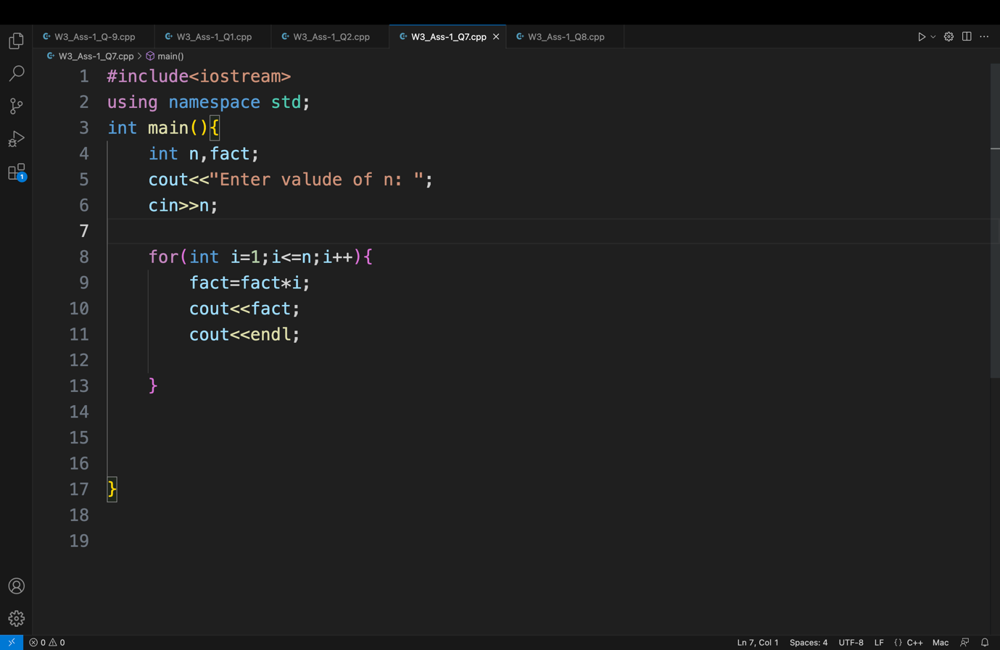 W3_Ass-1_Q-9.cpp W3_Ass-1_Q1.cpp W3_Ass-1_Q2.cpp W3_Ass-1_Q7.cpp W3_Ass-1_Q8.cpp
W3_Ass-1_Q7.cpp > main()
1 #include<iostream>
2 using namespace std;
3 int main(){
4 int n,fact;
5 cout<<"Enter valude of n: ";
6 cin>>n;
7
8 for(int i=1;i<=n;i++){
9 fact=fact*i;
10 cout<<fact;
11 cout<<endl;
12
13 }
14
15
16
17 }
18
19
1
0 0 Ln 7, Col 1 Spaces: 4 UTF-8 LF {} C++ Mac